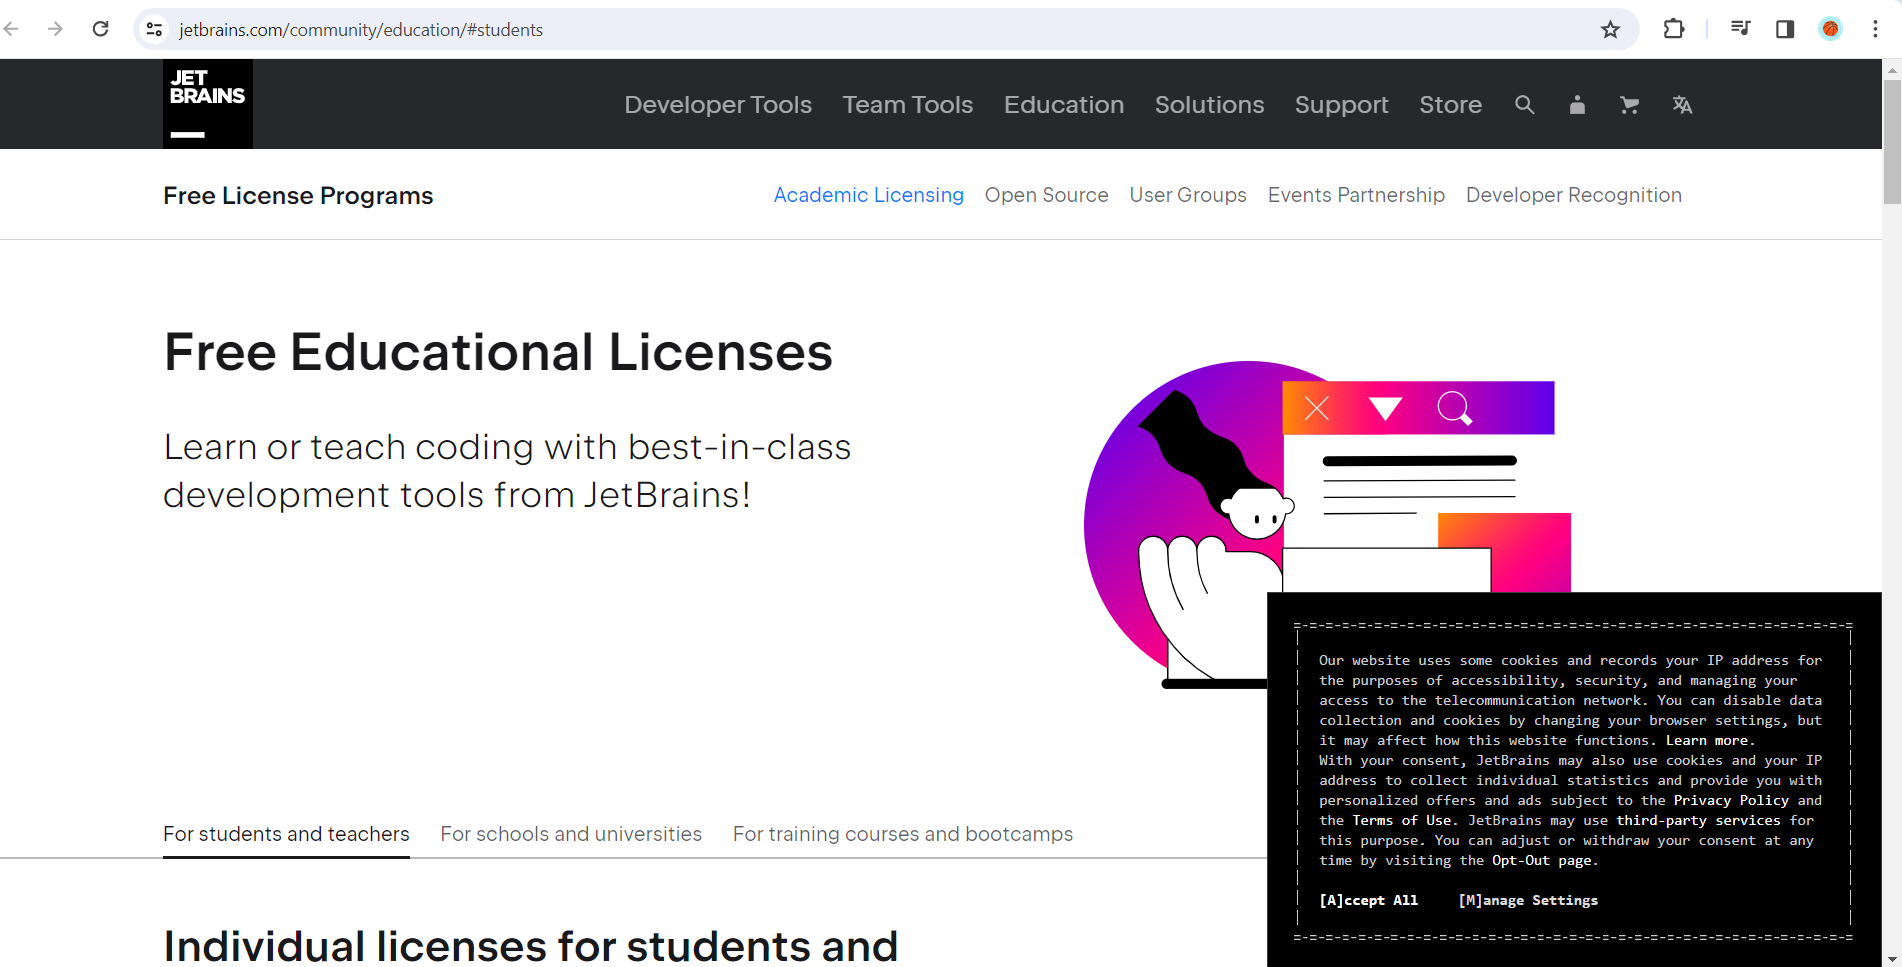 jetbrains.com/community/education/#students
JET
BRAINS
Developer Tools Team Tools Education Solutions Support Store
Free License Programs
Academic Licensing Open Source User Groups Events Partnership Developer Recognition
Free Educational Licenses
Learn or teach coding with best-in-class
development tools from JetBrains!
For students and teachers For schools and universities For training courses and bootcamps
Individual licenses for students and
Our website uses some cookies and records your IP address for
the purposes of accessibility, security, and managing your
access to the telecommunication network. You can disable data
collection and cookies by changing your browser settings, but
it may affect how this website functions. Learn more.
With your consent, JetBrains may also use cookies and your IP
address to collect individual statistics and provide you with
personalized offers and ads subject to the Privacy Policy and
the Terms of Use. JetBrains may use third-party services for
this purpose. You can adjust or withdraw your consent at any
time by visiting the Opt-Out page.
[A]ccept All [M]anage Settings